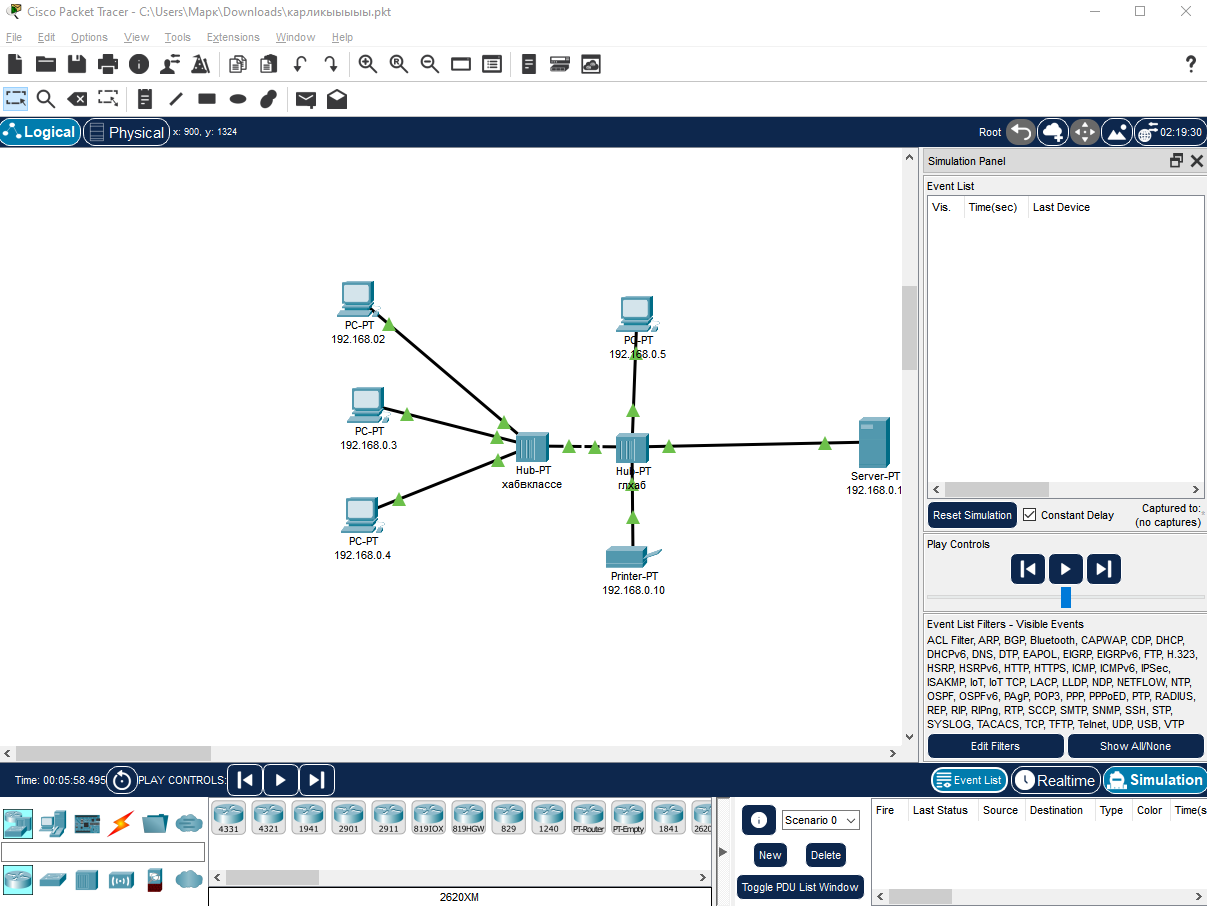 Cisco Packet Tracer - C:\Users\Марк\Downloads\карликыыыыы.pkt
File Edit Options View Tools Extensions Window Help
Logical Physical x: 900, y: 1324 Root 02:19:30
Simulation Panel
Event List
Vis. Time(sec) Last Device
PC-PT
192.168.02
PC-PT
192.168.0.5
PC-PT
192.168.0.3
Hub-PT
хабвклассе
Hub-PT
глхаб
Server-PT
192.168.0.1
PC-PT
192.168.0.4
Printer-PT
192.168.0.10
Reset Simulation Constant Delay Captured to:
(no captures)
Play Controls
Event List Filters - Visible Events
ACL Filter, ARP, BGP, Bluetooth, CAPWAP, CDP, DHCP,
DHCPv6, DNS, DTP, EAPOL, EIGRP, EIGRPv6, FTP, H.323,
HSRP, HSRPv6, HTTP, HTTPS, ICMP, ICMPv6, IPSec,
ISAKMP, IoT, IoT TCP, LACP, LLDP, NDP, NETFLOW, NTP,
OSPF, OSPFv6, PAgP, POP3, PPP, PPPoED, PTP, RADIUS,
REP, RIP, RIPng, RTP, SCCP, SMTP, SNMP, SSH, STP,
SYSLOG, TACACS, TCP, TFTP, Telnet, UDP, USB, VTP
Edit Filters Show All/None
Time: 00:05:58.495 PLAY CONTROLS: Event List Realtime Simulation
4331 4321 1941 2901 2911 819IOX 819HGW 829 1240 PT-Router PT-Empty 1841 2620
2620XM
Scenario 0
New Delete
Toggle PDU List Window
Fire Last Status Source Destination Type Color Time(s